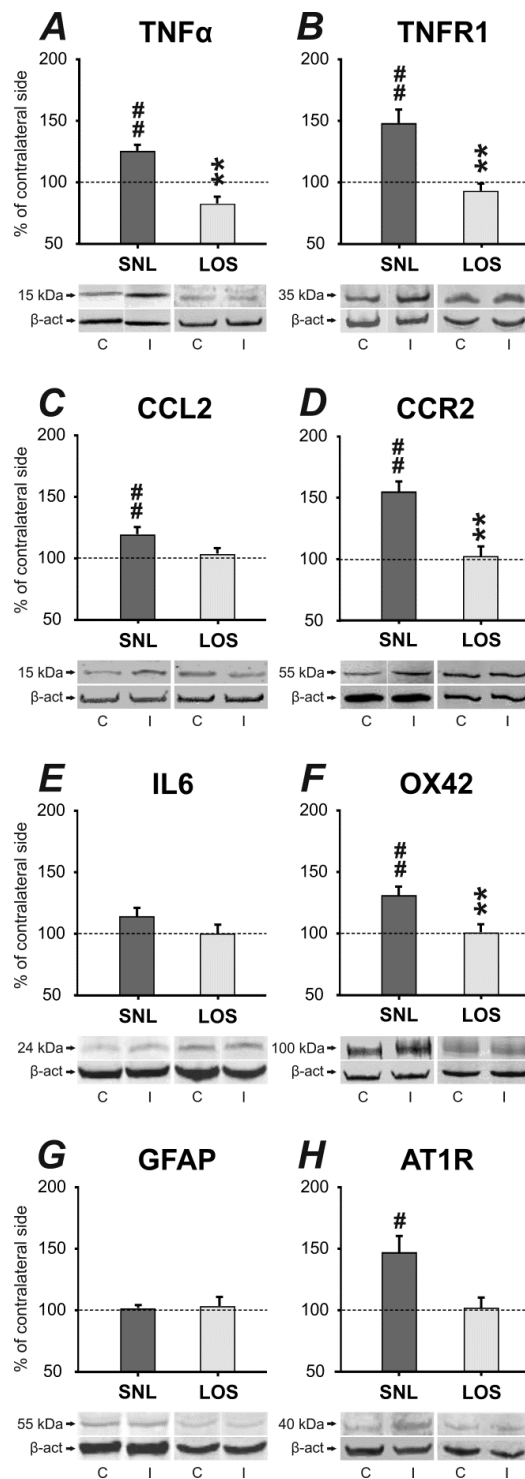 A TNFα
B TNFR1
% of contralateral side
200
150
100
50
##
**
SNL LOS
200
150
100
50
##
**
SNL LOS
15 kDa
β-act
C I C I
35 kDa
β-act
C I C I
C CCL2
D CCR2
% of contralateral side
200
150
100
50
##
SNL LOS
200
150
100
50
##
**
SNL LOS
15 kDa
β-act
C I C I
55 kDa
β-act
C I C I
E IL6
F OX42
% of contralateral side
200
150
100
50
SNL LOS
200
150
100
50
##
**
SNL LOS
24 kDa
β-act
C I C I
100 kDa
β-act
C I C I
G GFAP
H AT1R
% of contralateral side
200
150
100
50
SNL LOS
200
150
100
50
#
SNL LOS
55 kDa
β-act
C I C I
40 kDa
β-act
C I C I